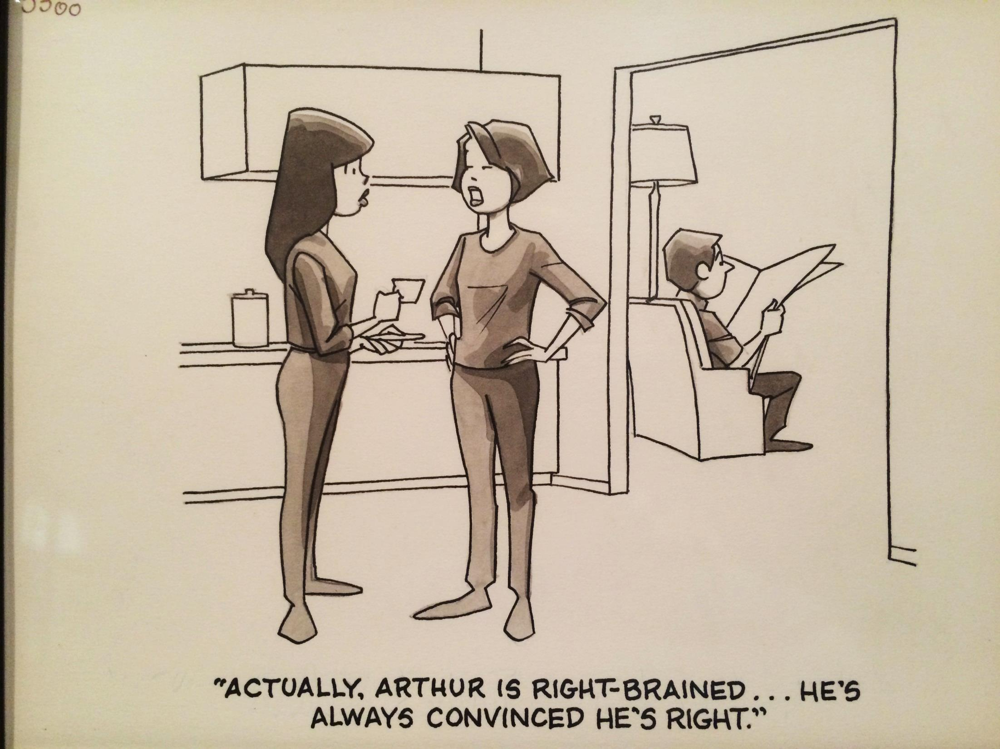 "ACTUALLY, ARTHUR IS RIGHT-BRAINED... HE'S
ALWAYS CONVINCED HE'S RIGHT."